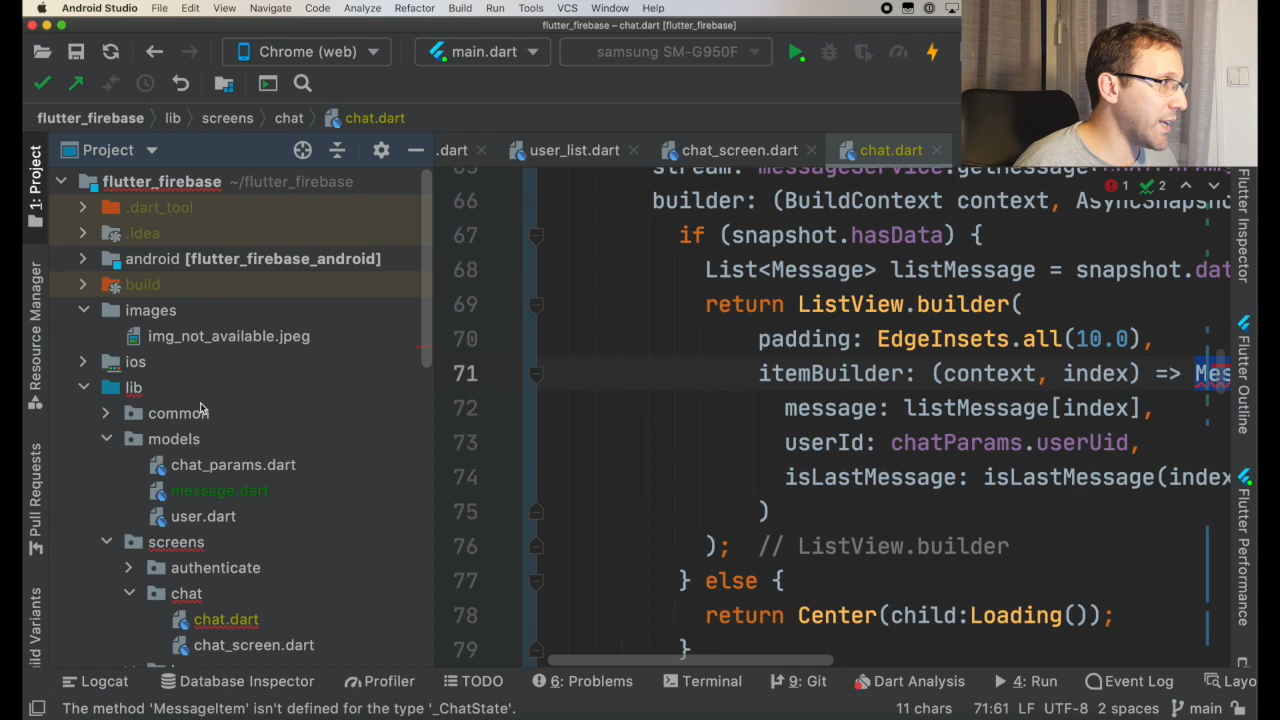 Android Studio File Edit View Navigate Code Analyze Refactor Build Run Tools VCS Window Help
flutter_firebase – chat.dart [flutter_firebase]
Chrome (web) main.dart samsung SM-G950F
flutter_firebase lib screens chat chat.dart
Project .dart user_list.dart chat_screen.dart chat.dart
1: Project
Resource Manager
Pull Requests
ild Variants
flutter_firebase ~/flutter_firebase
.dart_tool
.idea
android [flutter_firebase_android]
build
images
img_not_available.jpeg
ios
lib
common
models
chat_params.dart
message.dart
user.dart
screens
authenticate
chat
chat.dart
chat_screen.dart
1 2
66 builder: (BuildContext context, AsyncSnapsho
67 if (snapshot.hasData) {
68 List<Message> listMessage = snapshot.dat
69 return ListView.builder(
70 padding: EdgeInsets.all(10.0),
71 itemBuilder: (context, index) => Mes
72 message: listMessage[index],
73 userId: chatParams.userUid,
74 isLastMessage: isLastMessage(index
75 )
76 ); // ListView.builder
77 } else {
78 return Center(child:Loading());
79 }
Flutter Inspector
Flutter Outline
Flutter Performance
Logcat Database Inspector Profiler TODO 6: Problems Terminal 9: Git Dart Analysis 4: Run Event Log Layo
The method 'MessageItem' isn't defined for the type '_ChatState'. 11 chars 71:61 LF UTF-8 2 spaces main